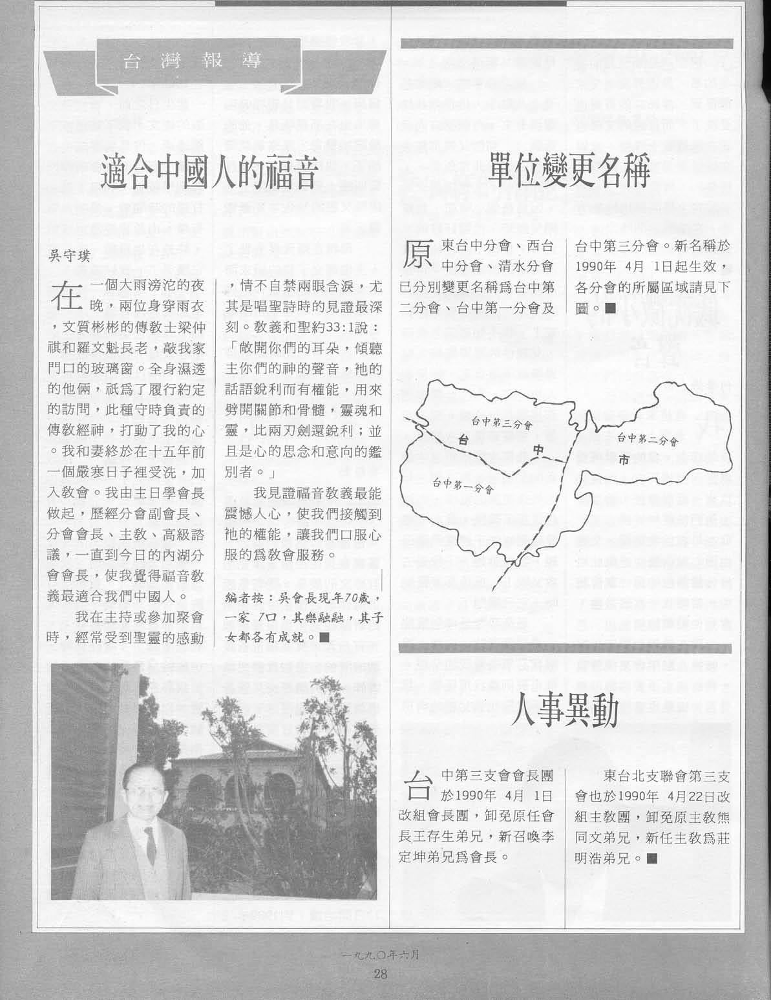 台灣報導
適合中國人的福音
吳守璞
在一個大雨滂沱的夜
晚，兩位身穿雨衣
，文質彬彬的傳教士梁仲
祺和羅文魁長老，敲我家
門口的玻璃窗。全身濕透
的他倆，祇為了履行約定
的訪問，此種守時負責的
傳教經神，打動了我的心
。我和妻終於在十五年前
一個嚴寒日子裡受洗，加
入教會。我由主日學會長
做起，歷經分會副會長、
分會會長、主教、高級諮
議，一直到今日的內湖分
會會長，使我覺得福音教
義最適合我們中國人。
我在主持或參加聚會
時，經常受到聖靈的感動
，情不自禁兩眼含淚，尤
其是唱聖詩時的見證最深
刻。教義和聖約33:1說：
「敞開你們的耳朵，傾聽
主你們的神的聲音，祂的
話語銳利而有權能，用來
劈開關節和骨髓，靈魂和
靈，比兩刃劍還銳利；並
且是心的思念和意向的鑑
別者。」
我見證福音教義最能
震憾人心，使我們接觸到
祂的權能，讓我們口服心
服的爲教會服務。
編者按：吳會長現年70歲，
一家 7口，其樂融融，其子
女都各有成就。■
單位變更名稱
原東台中分會、西台
中分會、清水分會
已分別變更名稱爲台中第
二分會、台中第一分會及
台中第三分會。新名稱於
1990年 4月 1日起生效，
各分會的所屬區域請見下
圖。■
台中第三分會
台中第二分會
台 中 市
台中第一分會
人事異動
台中第三支會會長團
於1990年 4月 1日
改組會長團，卸免原任會
長王存生弟兄，新召喚李
定坤弟兄爲會長。
東台北支聯會第三支
會也於1990年 4月22日改
組主教團，卸免原主教熊
同文弟兄，新任主教爲莊
明浩弟兄。■
一九九〇年六月
28